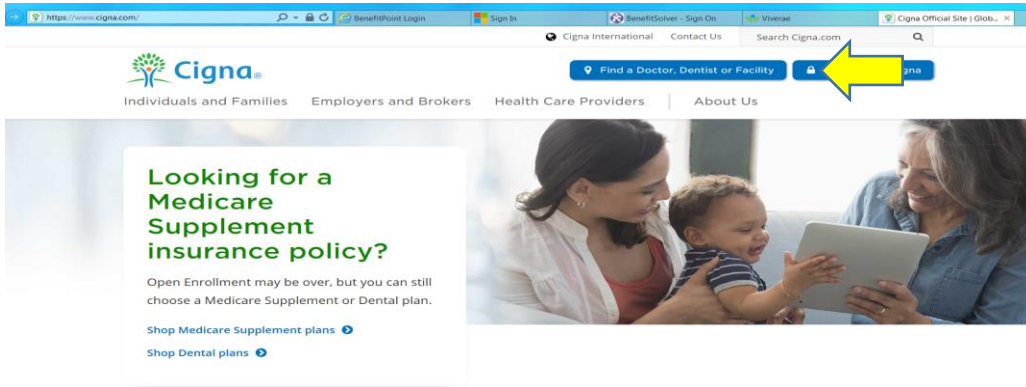 https://www.cigna.com/
BenefitPoint Login
Sign In
BenefitSolver - Sign On
Viverae
Cigna Official Site | Glob...
Cigna International Contact Us Search Cigna.com
Cigna®
Find a Doctor, Dentist or Facility
Individuals and Families Employers and Brokers Health Care Providers About Us
Looking for a
Medicare
Supplement
insurance policy?
Open Enrollment may be over, but you can still
choose a Medicare Supplement or Dental plan.
Shop Medicare Supplement plans
Shop Dental plans